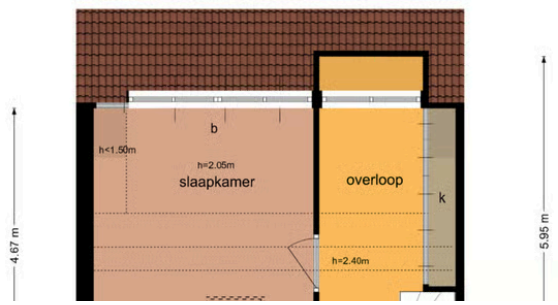 b
h<1.50m
h=2.05m
slaapkamer
overloop
k
h=2.40m
4.67 m
5.95 m